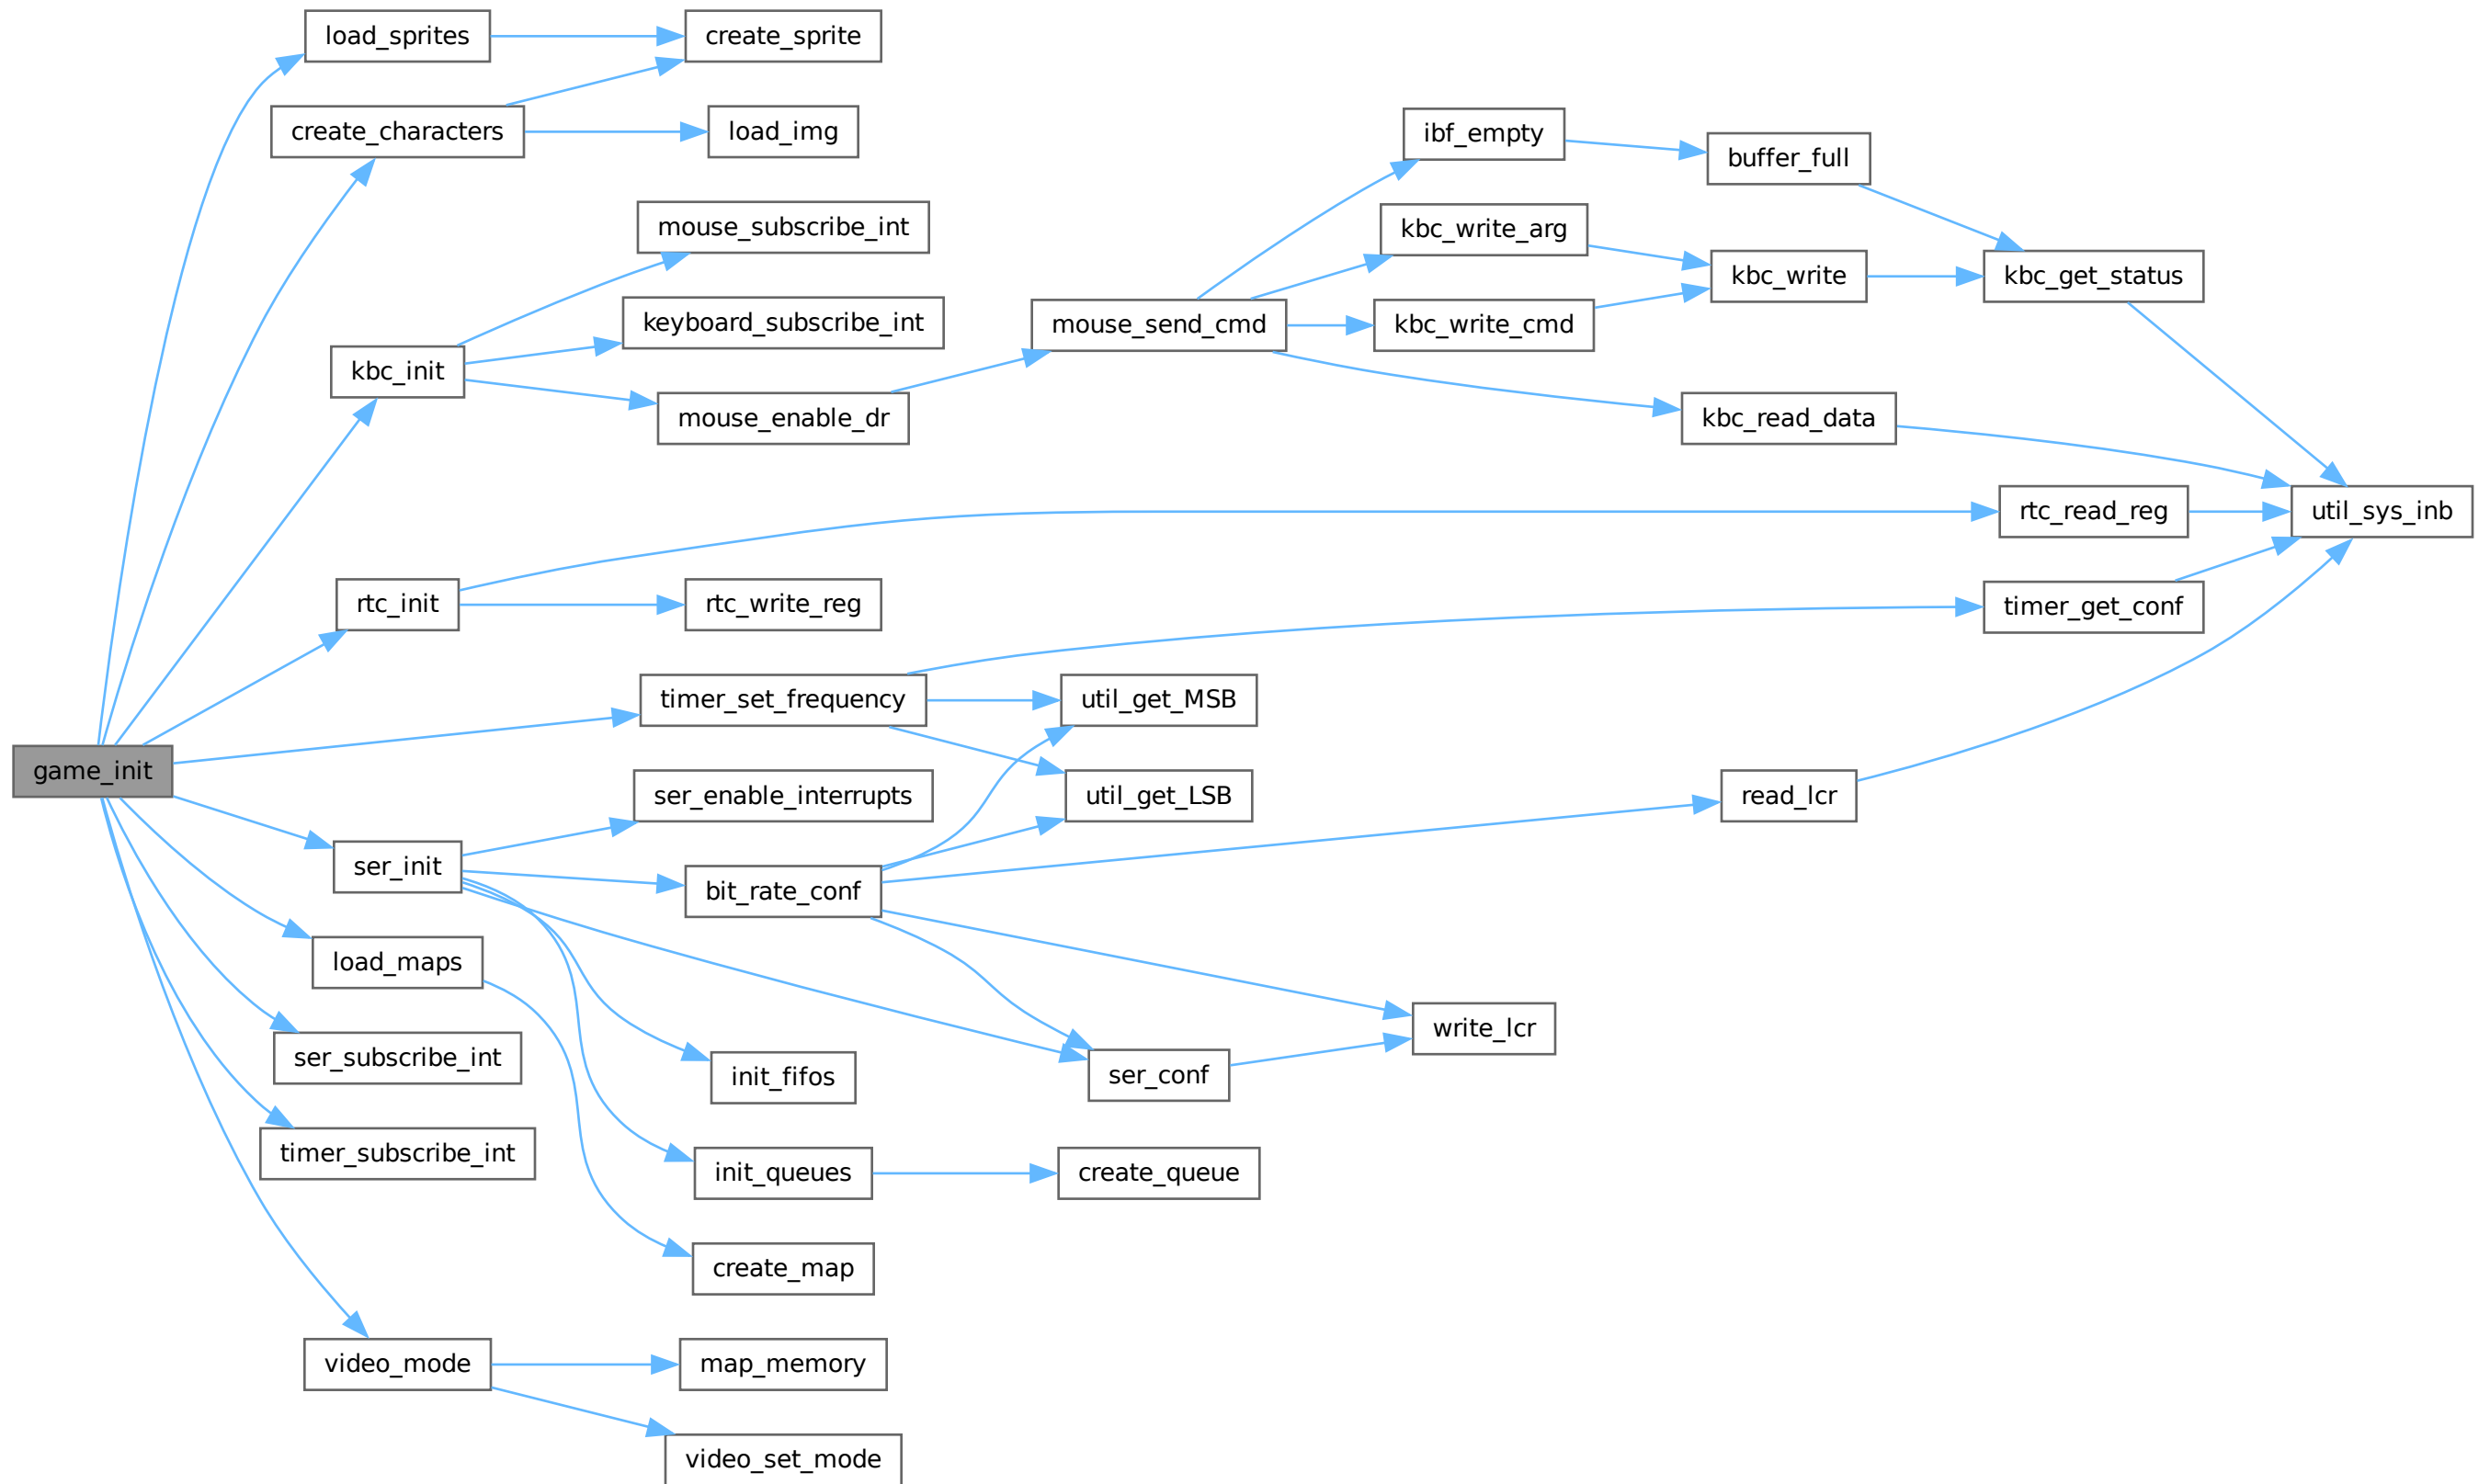 load_sprites
create_sprite
create_characters
load_img
ibf_empty
buffer_full
mouse_subscribe_int
kbc_write_arg
kbc_write
kbc_get_status
keyboard_subscribe_int
mouse_send_cmd
kbc_write_cmd
kbc_init
mouse_enable_dr
kbc_read_data
rtc_read_reg
util_sys_inb
rtc_init
rtc_write_reg
timer_get_conf
timer_set_frequency
util_get_MSB
game_init
ser_enable_interrupts
util_get_LSB
read_lcr
ser_init
bit_rate_conf
load_maps
write_lcr
ser_subscribe_int
init_fifos
ser_conf
timer_subscribe_int
init_queues
create_queue
create_map
video_mode
map_memory
video_set_mode